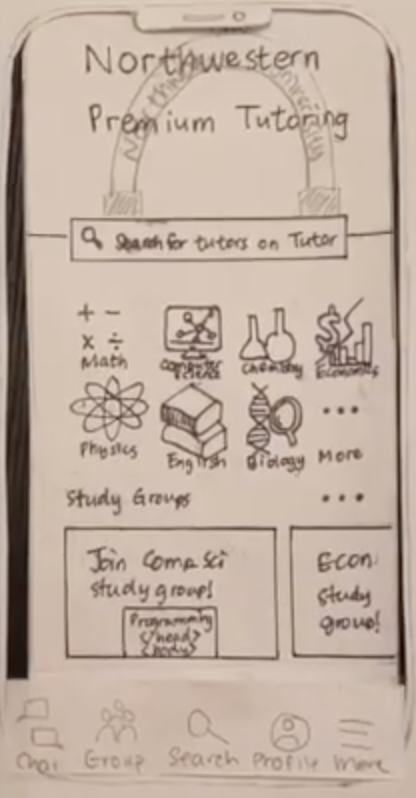 Northwestern
Northwestern University
Premium Tutoring
Search for tutors on Tutor
+ -
x ÷
Math
Computer Science
Chemistry
$
Economics
Physics
English
Biology
...
More
Study Groups
...
Join Comp Sci
study group!
Programming
</head>
<body>
Econ
study
group!
Chat
Group
Search
Profile
More